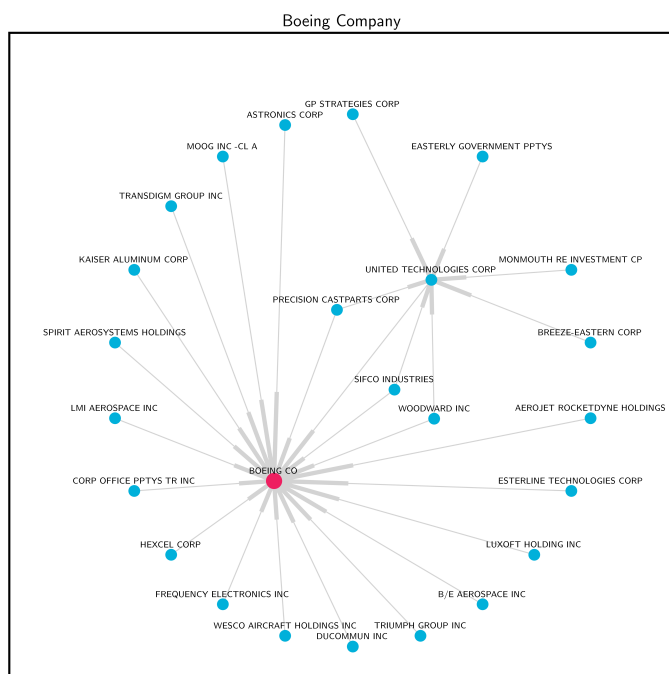 Boeing Company
GP STRATEGIES CORP
ASTRONICS CORP
MOOG INC -CL A
EASTERLY GOVERNMENT PPTYS
TRANSDIGM GROUP INC
KAISER ALUMINUM CORP
MONMOUTH RE INVESTMENT CP
UNITED TECHNOLOGIES CORP
PRECISION CASTPARTS CORP
SPIRIT AEROSYSTEMS HOLDINGS
BREEZE-EASTERN CORP
SIFCO INDUSTRIES
LMI AEROSPACE INC
WOODWARD INC
AEROJET ROCKETDYNE HOLDINGS
BOEING CO
CORP OFFICE PPTYS TR INC
ESTERLINE TECHNOLOGIES CORP
HEXCEL CORP
LUXOFT HOLDING INC
FREQUENCY ELECTRONICS INC
B/E AEROSPACE INC
WESCO AIRCRAFT HOLDINGS INC
TRIUMPH GROUP INC
DUCOMMUN INC